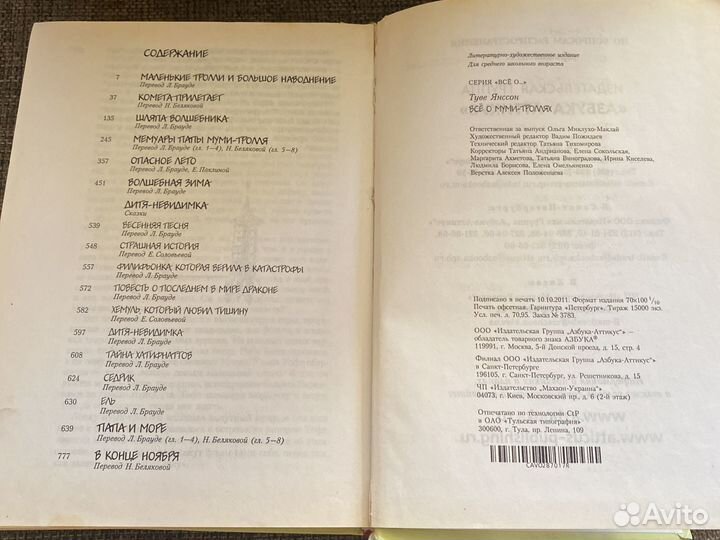 СОДЕРЖАНИЕ
7 МАЛЕНЬКИЕ ТРОЛЛИ И БОЛЬШОЕ НАВОДНЕНИЕ
Перевод Л. Брауде
37 КОМЕТА ПРИЛЕТАЕТ
Перевод Н. Беляковой
135 ШЛЯПА ВОЛШЕБНИКА
Перевод Л. Брауде
245 МЕМУАРЫ ПАПЫ МУМИ-ТРОЛЛЯ
Перевод Л. Брауде (гл. 1–4), Н. Беляковой (гл. 5–8)
357 ОПАСНОЕ ЛЕТО
Перевод Л. Брауде, Е. Паклиной
451 ВОЛШЕБНАЯ ЗИМА
Перевод Л. Брауде
ДИТЯ-НЕВИДИМКА
Сказки
539 ВЕСЕННЯЯ ПЕСНЯ
Перевод Л. Брауде
548 СТРАШНАЯ ИСТОРИЯ
Перевод Е. Соловьевой
557 ФИЛИФЬОНКА, КОТОРАЯ ВЕРИЛА В КАТАСТРОФЫ
Перевод Л. Брауде
572 ПОВЕСТЬ О ПОСЛЕДНЕМ В МИРЕ ДРАКОНЕ
Перевод Л. Брауде
582 ХЕМУЛЬ, КОТОРЫЙ ЛЮБИЛ ТИШИНУ
Перевод Е. Соловьевой
597 ДИТЯ-НЕВИДИМКА
Перевод Л. Брауде
608 ТАЙНА ХАТИФНАТТОВ
Перевод Л. Брауде
624 СЕДРИК
Перевод Л. Брауде
630 ЕЛЬ
Перевод Л. Брауде
639 ПАПА И МОРЕ
Перевод Л. Брауде (гл. 1–4), Н. Беляковой (гл. 5–8)
777 В КОНЦЕ НОЯБРЯ
Перевод Н. Беляковой
Литературно-художественное издание
Для среднего школьного возраста
СЕРИЯ «ВСЁ О...»
Туве Янссон
ВСЁ О МУМИ-ТРОЛЛЯХ
Ответственная за выпуск Ольга Миклухо-Маклай
Художественный редактор Вадим Пожидаев
Технический редактор Татьяна Тихомирова
Корректоры Татьяна Андрианова, Елена Сокольская,
Маргарита Ахметова, Татьяна Виноградова, Ирина Киселева,
Людмила Борисова, Елена Омельяненко
Верстка Алексея Положенцева
Подписано в печать 10.10.2011. Формат издания 70×100 1/16
Печать офсетная. Гарнитура «Петербург». Тираж 15000 экз.
Усл. печ. л. 70,95. Заказ № 3783.
ООО «Издательская Группа „Азбука-Аттикус“» —
обладатель товарного знака АЗБУКА®
119991, г. Москва, 5-й Донской проезд, д. 15, стр. 4
Филиал ООО «Издательская Группа „Азбука-Аттикус“»
в Санкт-Петербурге
196105, г. Санкт-Петербург, ул. Решетникова, д. 15
ЧП «Издательство „Махаон-Украина“»
04073, г. Киев, Московский пр., д. 6 (2-й этаж)
Отпечатано по технологии CtP
в ОАО «Тульская типография»
300600, г. Тула, пр. Ленина, 109
CAVO287017R
Avito